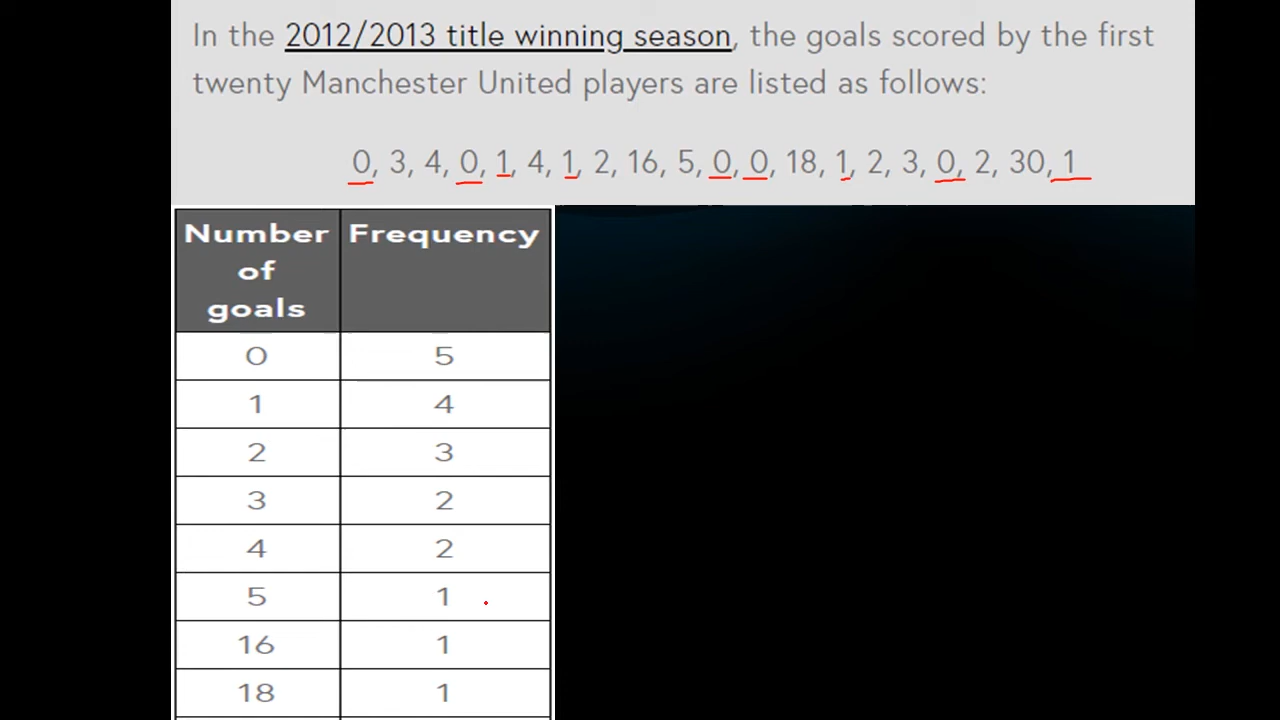 In the 2012/2013 title winning season, the goals scored by the first
twenty Manchester United players are listed as follows:
0, 3, 4, 0, 1, 4, 1, 2, 16, 5, 0, 0, 18, 1, 2, 3, 0, 2, 30, 1
Number of goals Frequency
0 5
1 4
2 3
3 2
4 2
5 1
16 1
18 1